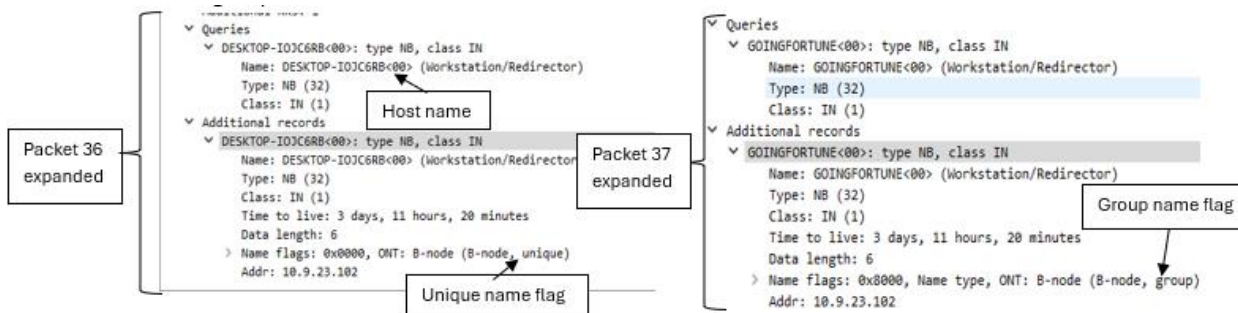 Queries
DESKTOP-IOJC6RB<00>: type NB, class IN
Name: DESKTOP-IOJC6RB<00> (Workstation/Redirector)
Type: NB (32)
Class: IN (1)
Host name
Additional records
DESKTOP-IOJC6RB<00>: type NB, class IN
Name: DESKTOP-IOJC6RB<00> (Workstation/Redirector
Type: NB (32)
Class: IN (1)
Time to live: 3 days, 11 hours, 20 minutes
Data length: 6
Name flags: 0x0000, ONT: B-node (B-node, unique)
Addr: 10.9.23.102
Unique name flag
Packet 36
expanded
Queries
GOINGFORTUNE<00>: type NB, class IN
Name: GOINGFORTUNE<00> (Workstation/Redirector)
Type: NB (32)
Class: IN (1)
Additional records
GOINGFORTUNE<00>: type NB, class IN
Name: GOINGFORTUNE<00> (Workstation/Redirector)
Type: NB (32)
Class: IN (1)
Time to live: 3 days, 11 hours, 20 minutes
Data length: 6
Name flags: 0x8000, Name type, ONT: B-node (B-node, group)
Addr: 10.9.23.102
Packet 37
expanded
Group name flag